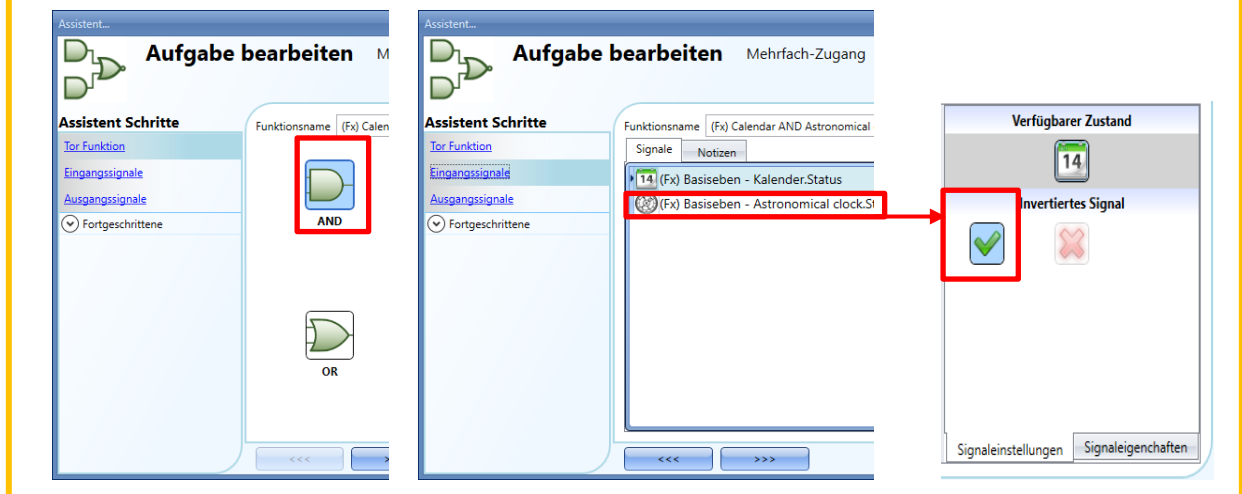 Assistent...
Aufgabe bearbeiten M
Assistent Schritte
Tor Funktion
Eingangssignale
Ausgangssignale
Fortgeschrittene
Funktionsname (Fx) Calen
AND
OR
<<<
Assistent...
Aufgabe bearbeiten Mehrfach-Zugang
Assistent Schritte
Tor Funktion
Eingangssignale
Ausgangssignale
Fortgeschrittene
Funktionsname (Fx) Calendar AND Astronomical
Signale Notizen
14 (Fx) Basiseben - Kalender.Status
(Fx) Basiseben - Astronomical clock.St
<<< >>>
Verfügbarer Zustand
14
Invertiertes Signal
Signaleinstellungen Signaleigenchaften